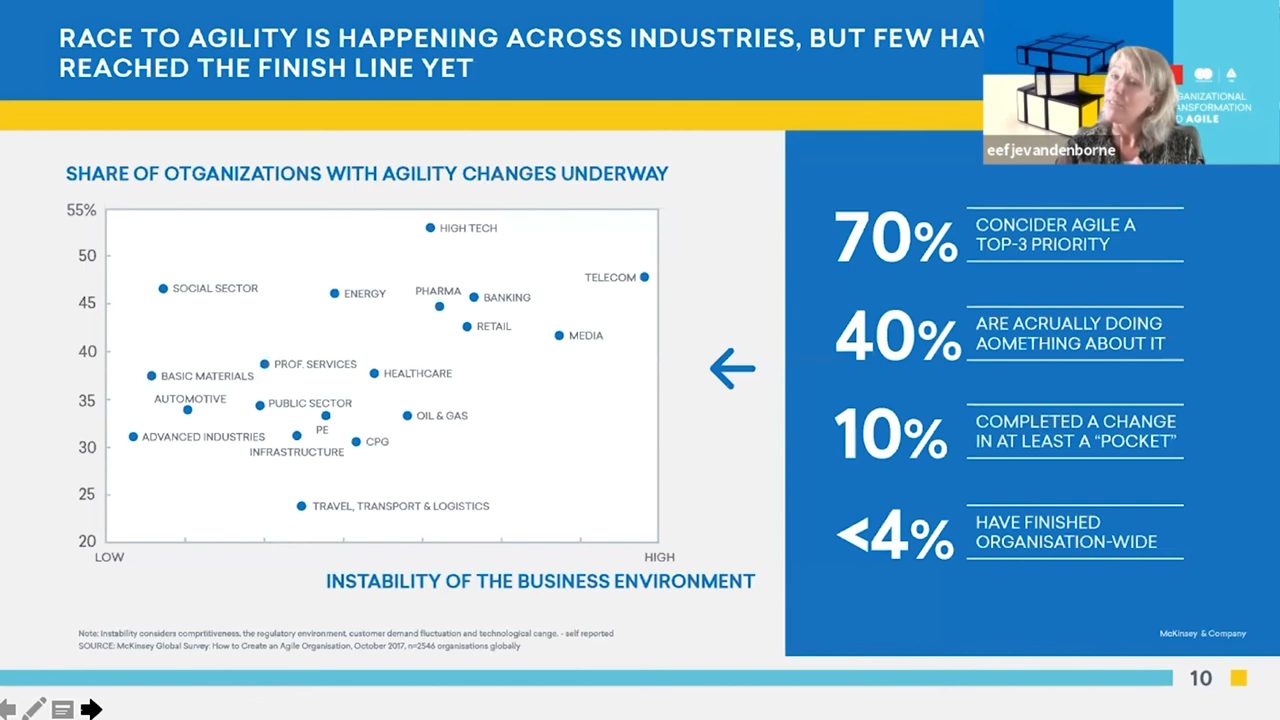 RACE TO AGILITY IS HAPPENING ACROSS INDUSTRIES, BUT FEW HAV
REACHED THE FINISH LINE YET
GANIZATIONAL
ANSFORMATION
D AGILE
eefjevandenborne
SHARE OF OTGANIZATIONS WITH AGILITY CHANGES UNDERWAY
55%
50
45
40
35
30
25
20
HIGH TECH
TELECOM
SOCIAL SECTOR
ENERGY
PHARMA
BANKING
RETAIL
MEDIA
PROF. SERVICES
HEALTHCARE
BASIC MATERIALS
AUTOMOTIVE
PUBLIC SECTOR
PE
OIL & GAS
ADVANCED INDUSTRIES
INFRASTRUCTURE
CPG
TRAVEL, TRANSPORT & LOGISTICS
LOW
HIGH
INSTABILITY OF THE BUSINESS ENVIRONMENT
70%
CONCIDER AGILE A
TOP-3 PRIORITY
40%
ARE ACRUALLY DOING
AOMETHING ABOUT IT
10%
COMPLETED A CHANGE
IN AT LEAST A “POCKET”
<4%
HAVE FINISHED
ORGANISATION-WIDE
Note: Instability considers comprtitiveness, the regulatory environment, customer demand fluctuation and technological cange. - self reported
SOURCE: McKinsey Global Survey: How to Create an Agile Organisation, October 2017, n=2546 organisations globally
McKinsey & Company
10